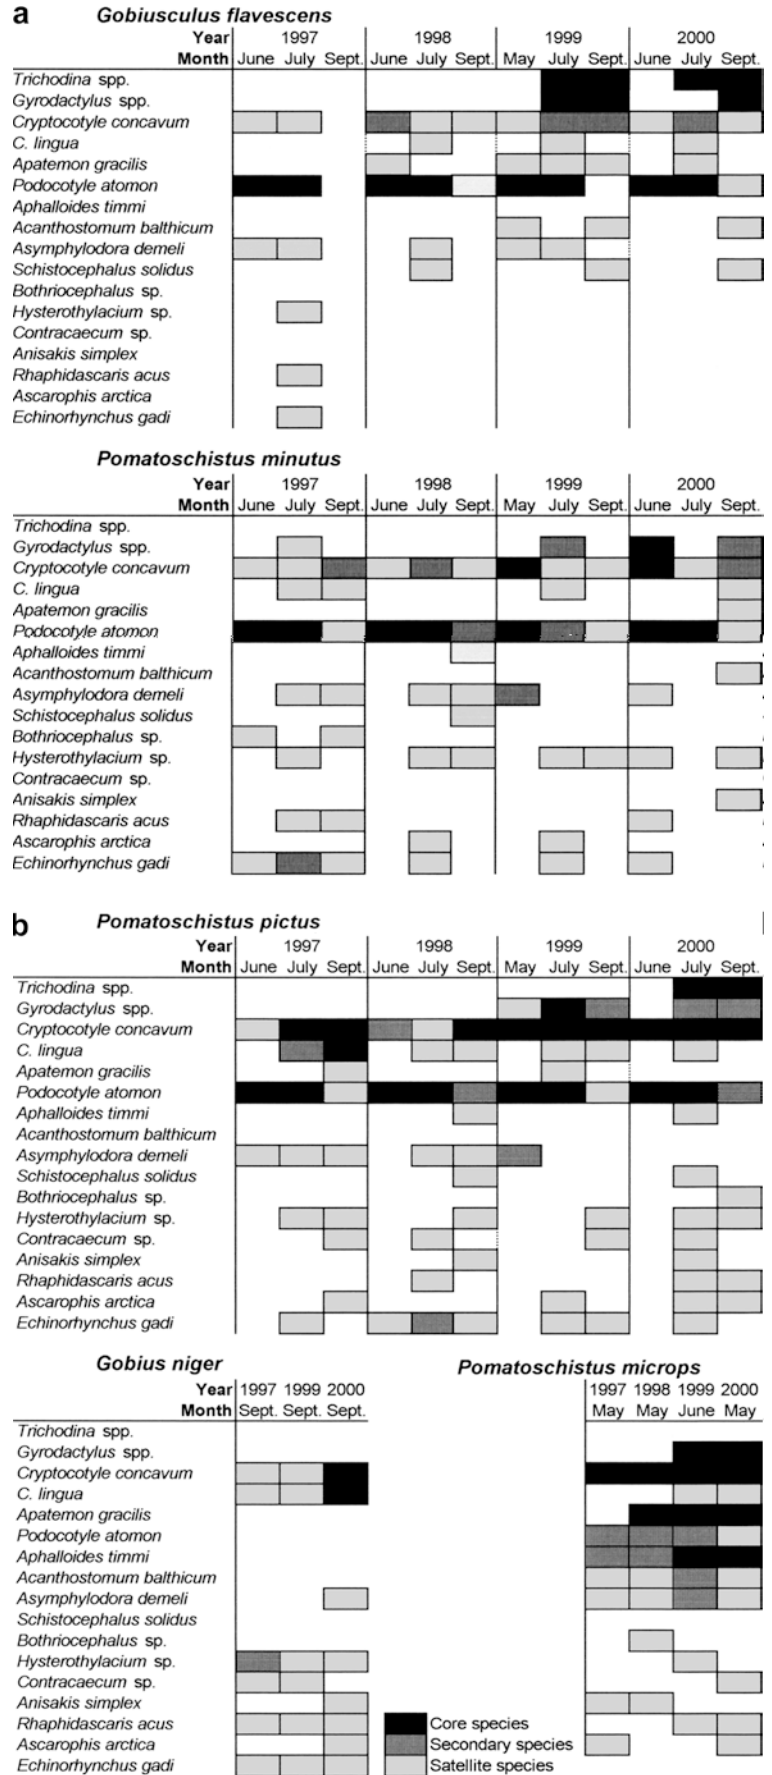 a
Gobiusculus flavescens
Year 1997 1998 1999 2000
Month June July Sept. June July Sept. May July Sept. June July Sept.
Trichodina spp.
Gyrodactylus spp.
Cryptocotyle concavum
C. lingua
Apatemon gracilis
Podocotyle atomon
Aphalloides timmi
Acanthostomum balthicum
Asymphylodora demeli
Schistocephalus solidus
Bothriocephalus sp.
Hysterothylacium sp.
Contracaecum sp.
Anisakis simplex
Rhaphidascaris acus
Ascarophis arctica
Echinorhynchus gadi
Pomatoschistus minutus
Year 1997 1998 1999 2000
Month June July Sept. June July Sept. May July Sept. June July Sept.
Trichodina spp.
Gyrodactylus spp.
Cryptocotyle concavum
C. lingua
Apatemon gracilis
Podocotyle atomon
Aphalloides timmi
Acanthostomum balthicum
Asymphylodora demeli
Schistocephalus solidus
Bothriocephalus sp.
Hysterothylacium sp.
Contracaecum sp.
Anisakis simplex
Rhaphidascaris acus
Ascarophis arctica
Echinorhynchus gadi
b
Pomatoschistus pictus
Year 1997 1998 1999 2000
Month June July Sept. June July Sept. May July Sept. June July Sept.
Trichodina spp.
Gyrodactylus spp.
Cryptocotyle concavum
C. lingua
Apatemon gracilis
Podocotyle atomon
Aphalloides timmi
Acanthostomum balthicum
Asymphylodora demeli
Schistocephalus solidus
Bothriocephalus sp.
Hysterothylacium sp.
Contracaecum sp.
Anisakis simplex
Rhaphidascaris acus
Ascarophis arctica
Echinorhynchus gadi
Gobius niger Pomatoschistus microps
Year 1997 1999 2000 1997 1998 1999 2000
Month Sept. Sept. Sept. May May June May
Trichodina spp.
Gyrodactylus spp.
Cryptocotyle concavum
C. lingua
Apatemon gracilis
Podocotyle atomon
Aphalloides timmi
Acanthostomum balthicum
Asymphylodora demeli
Schistocephalus solidus
Bothriocephalus sp.
Hysterothylacium sp.
Contracaecum sp.
Anisakis simplex
Rhaphidascaris acus Core species
Ascarophis arctica Secondary species
Echinorhynchus gadi Satellite species